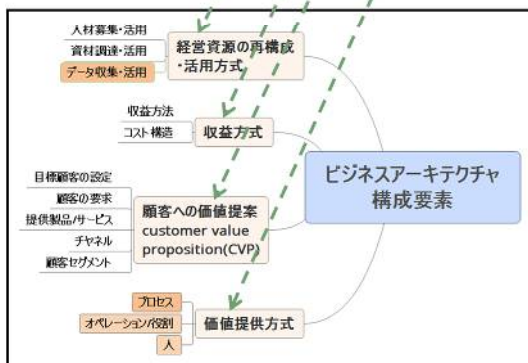 人材募集・活用
資材調達・活用
データ収集・活用
経営資源の再構成
・活用方式
収益方法
コスト構造
収益方式
目標顧客の設定
顧客の要求
提供製品/サービス
チャネル
顧客セグメント
顧客への価値提案
customer value
proposition(CVP)
プロセス
オペレーション/役割
人
価値提供方式
ビジネスアーキテクチャ
構成要素